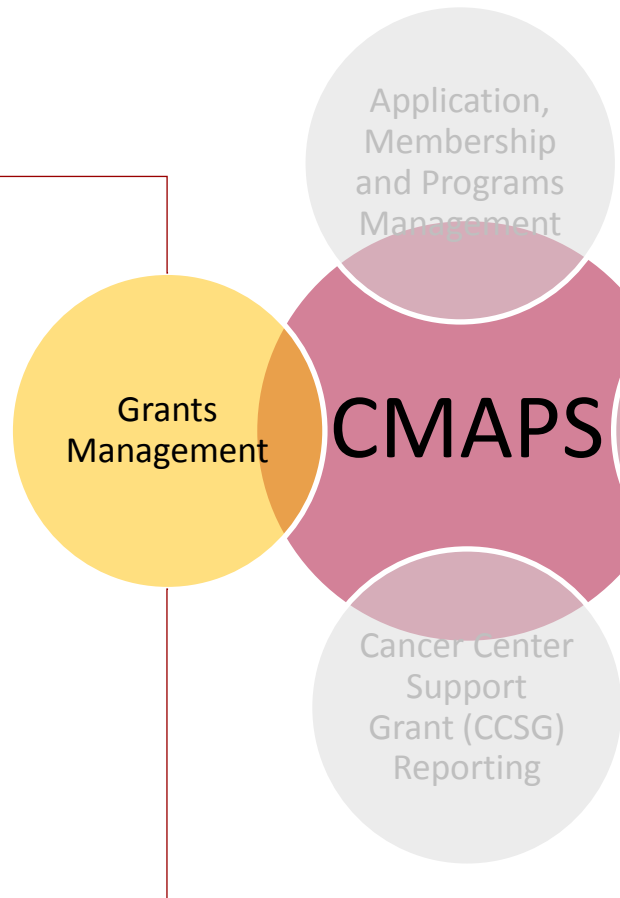 Application,
Membership
and Programs
Management
Grants
Management
CMAPS
Cancer Center
Support
Grant (CCSG)
Reporting